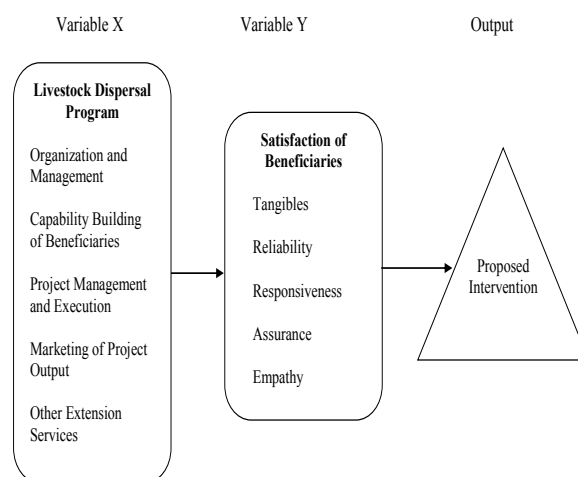 Variable X
Variable Y
Output
Livestock Dispersal
Program
Organization and
Management
Capability Building
of Beneficiaries
Project Management
and Execution
Marketing of Project
Output
Other Extension
Services
Satisfaction of
Beneficiaries
Tangibles
Reliability
Responsiveness
Assurance
Empathy
Proposed
Intervention